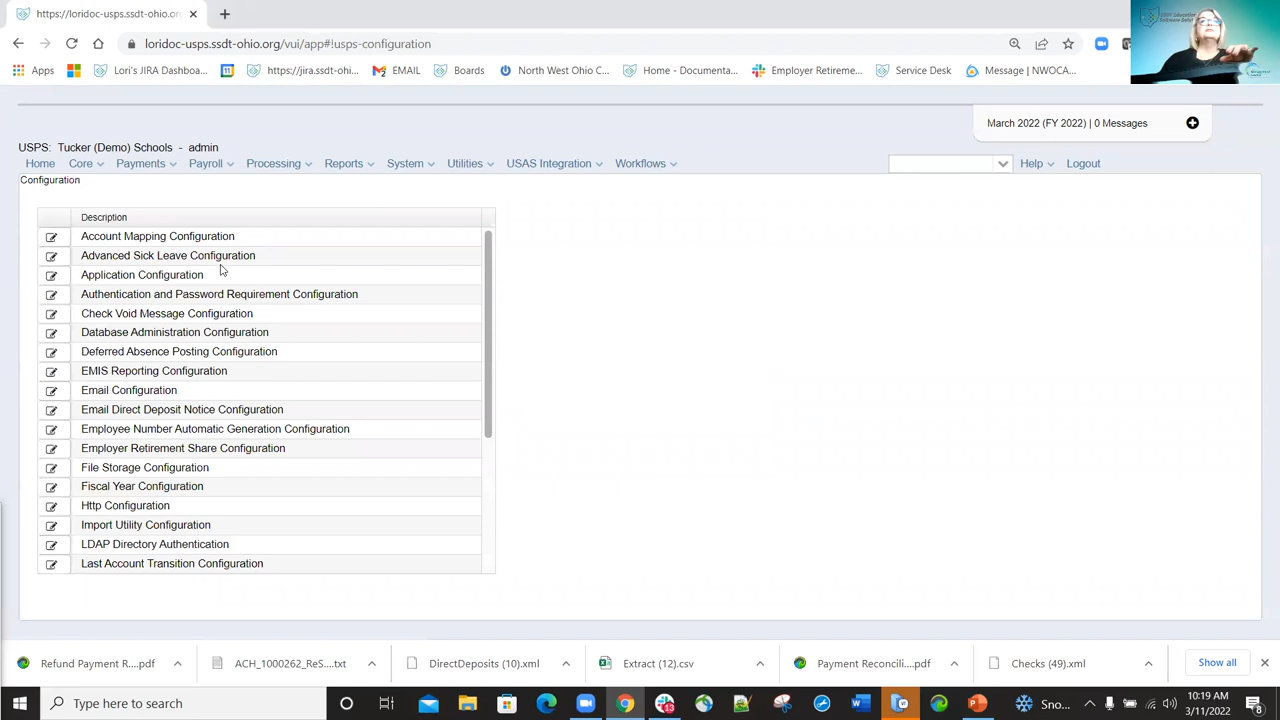 https://loridoc-usps.ssdt-ohio.org/
loridoc-usps.ssdt-ohio.org/vui/app#!usps-configuration
Apps
Lori's JIRA Dashboa...
https://jira.ssdt-ohi...
EMAIL
Boards
North West Ohio C...
Home - Documenta...
Employer Retireme...
Service Desk
Message | NWOCA...
March 2022 (FY 2022) | 0 Messages
USPS: Tucker (Demo) Schools - admin
Home Core Payments Payroll Processing Reports System Utilities USAS Integration Workflows Help Logout
Configuration
Description
Account Mapping Configuration
Advanced Sick Leave Configuration
Application Configuration
Authentication and Password Requirement Configuration
Check Void Message Configuration
Database Administration Configuration
Deferred Absence Posting Configuration
EMIS Reporting Configuration
Email Configuration
Email Direct Deposit Notice Configuration
Employee Number Automatic Generation Configuration
Employer Retirement Share Configuration
File Storage Configuration
Fiscal Year Configuration
Http Configuration
Import Utility Configuration
LDAP Directory Authentication
Last Account Transition Configuration
Refund Payment R....pdf
ACH_1000262_ReS....txt
DirectDeposits (10).xml
Extract (12).csv
Payment Reconcili....pdf
Checks (49).xml
Show all
Type here to search
Sno...
10:19 AM
3/11/2022